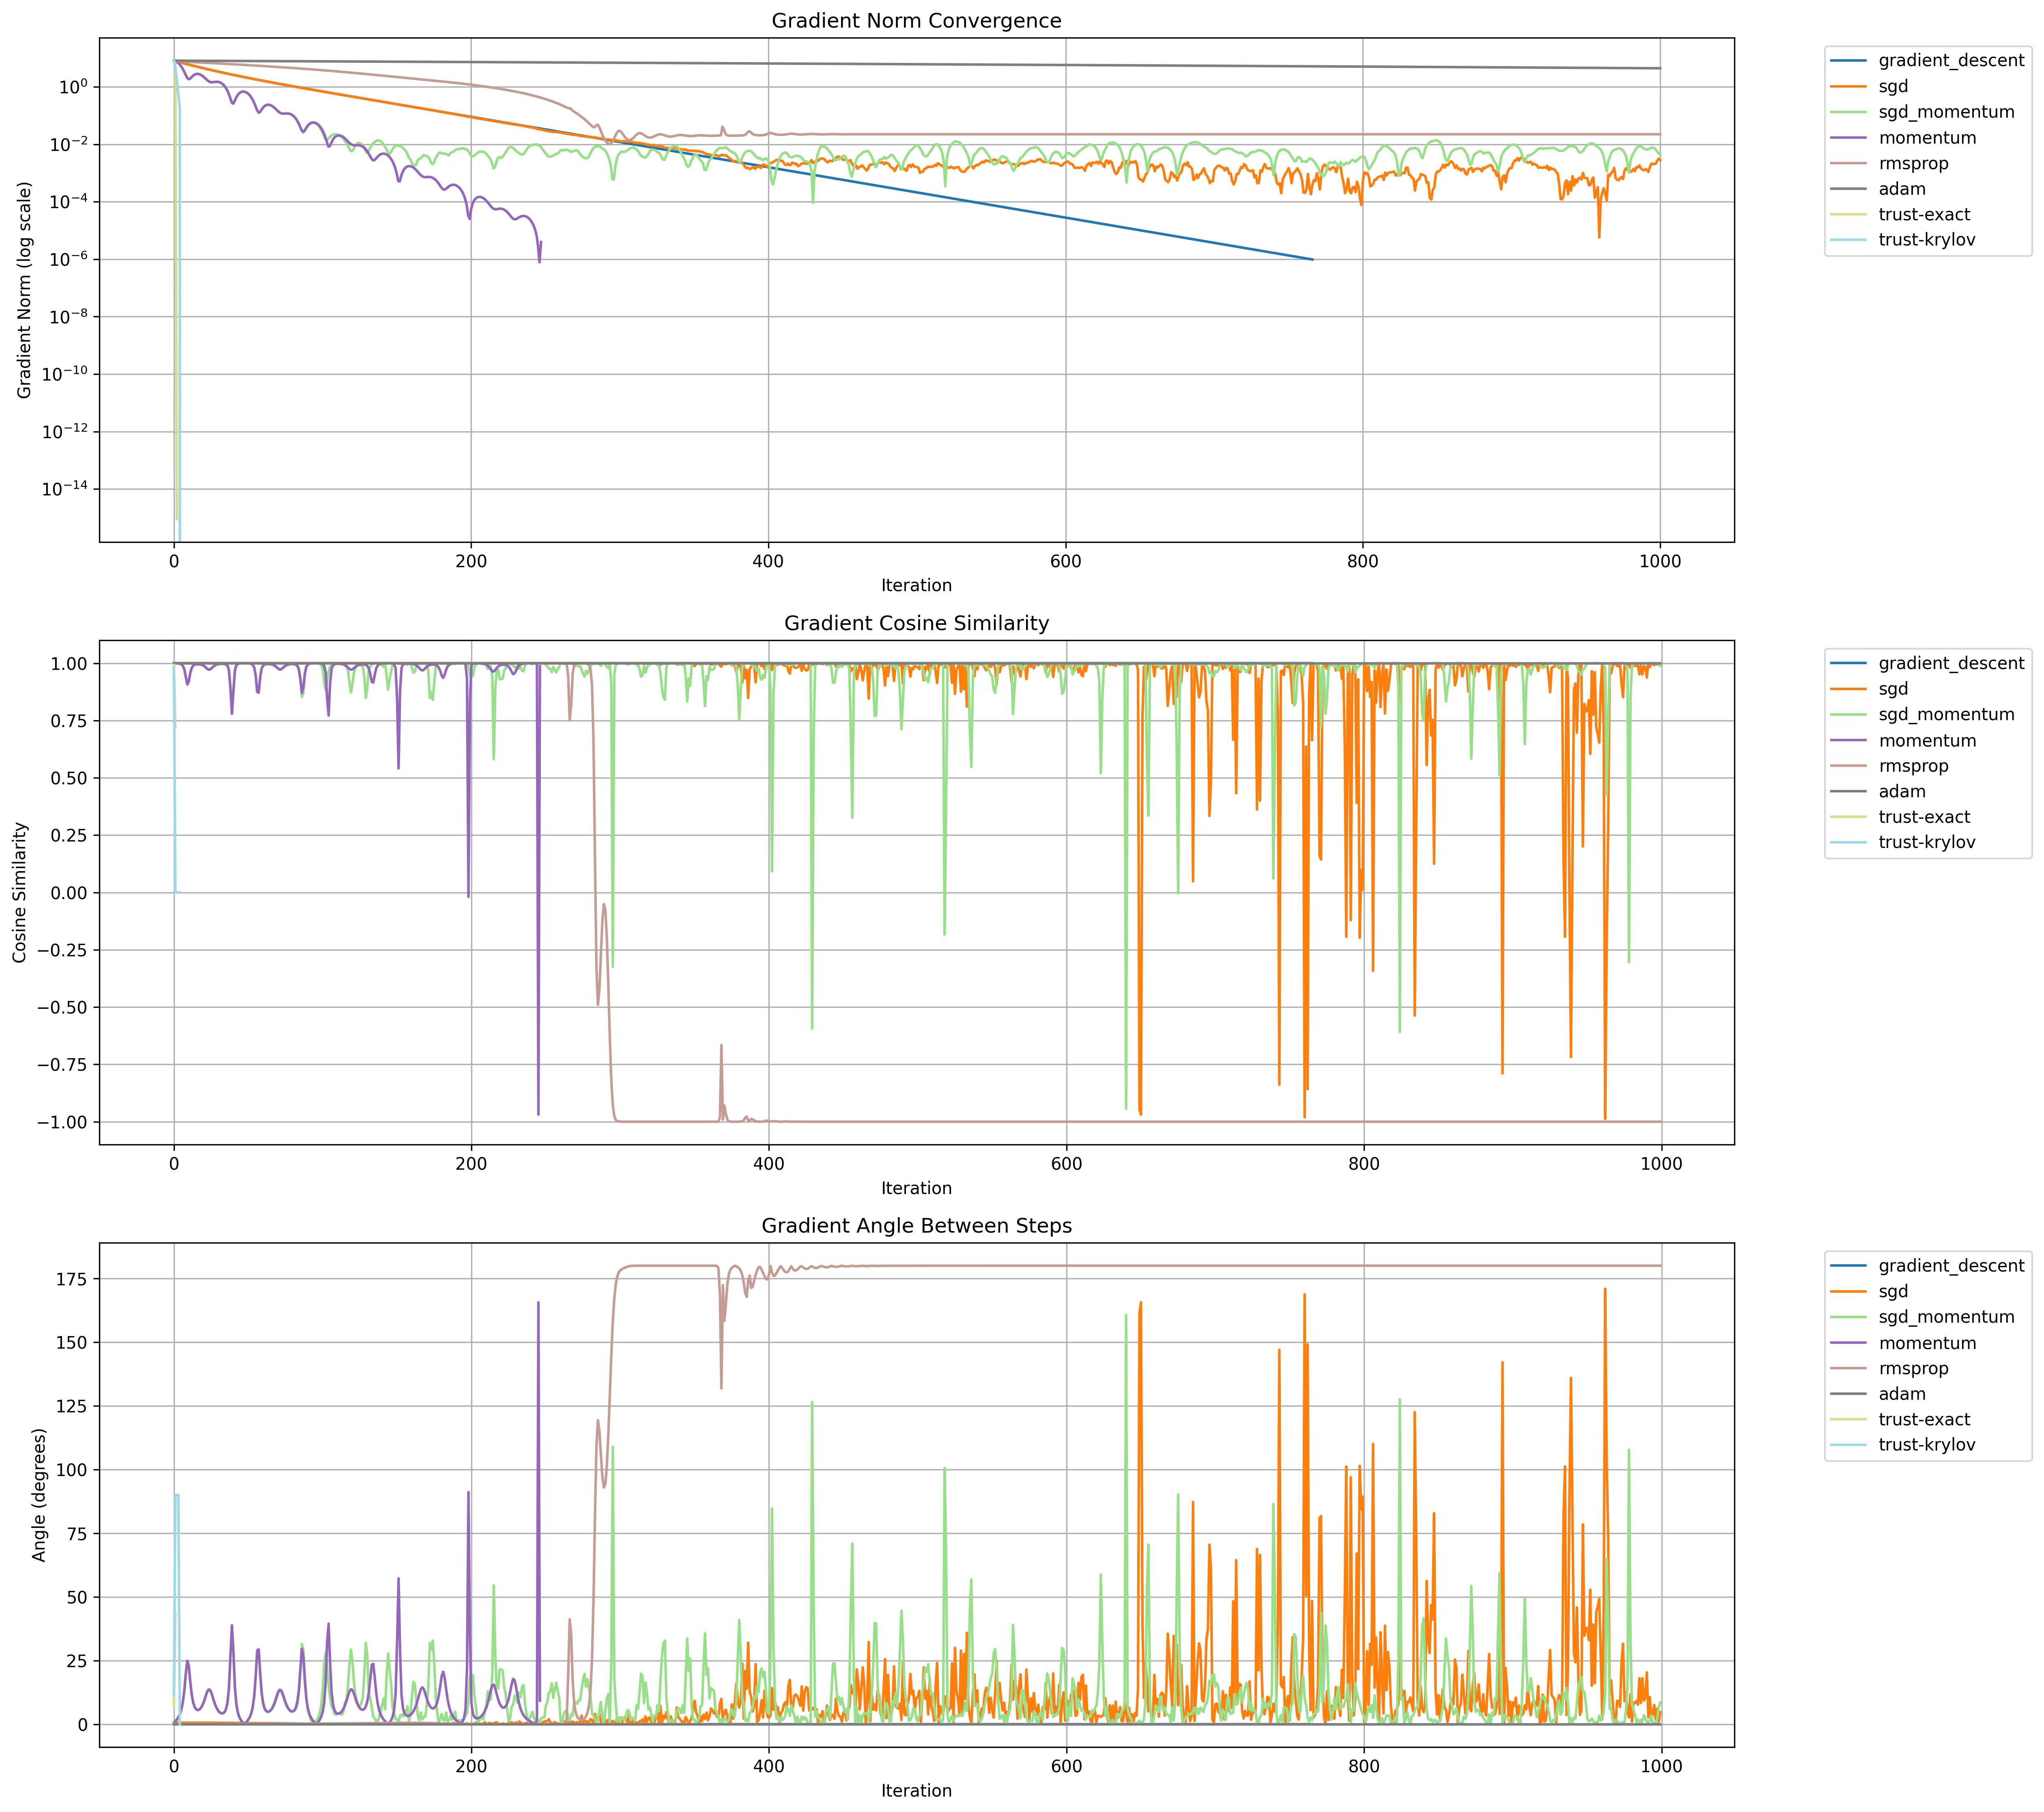 Gradient Norm Convergence
Gradient Norm (log scale)
10⁰
10⁻²
10⁻⁴
10⁻⁶
10⁻⁸
10⁻¹⁰
10⁻¹²
10⁻¹⁴
0 200 400 600 800 1000
Iteration
gradient_descent
sgd
sgd_momentum
momentum
rmsprop
adam
trust-exact
trust-krylov
Gradient Cosine Similarity
Cosine Similarity
1.00
0.75
0.50
0.25
0.00
−0.25
−0.50
−0.75
−1.00
0 200 400 600 800 1000
Iteration
gradient_descent
sgd
sgd_momentum
momentum
rmsprop
adam
trust-exact
trust-krylov
Gradient Angle Between Steps
Angle (degrees)
175
150
125
100
75
50
25
0
0 200 400 600 800 1000
Iteration
gradient_descent
sgd
sgd_momentum
momentum
rmsprop
adam
trust-exact
trust-krylov